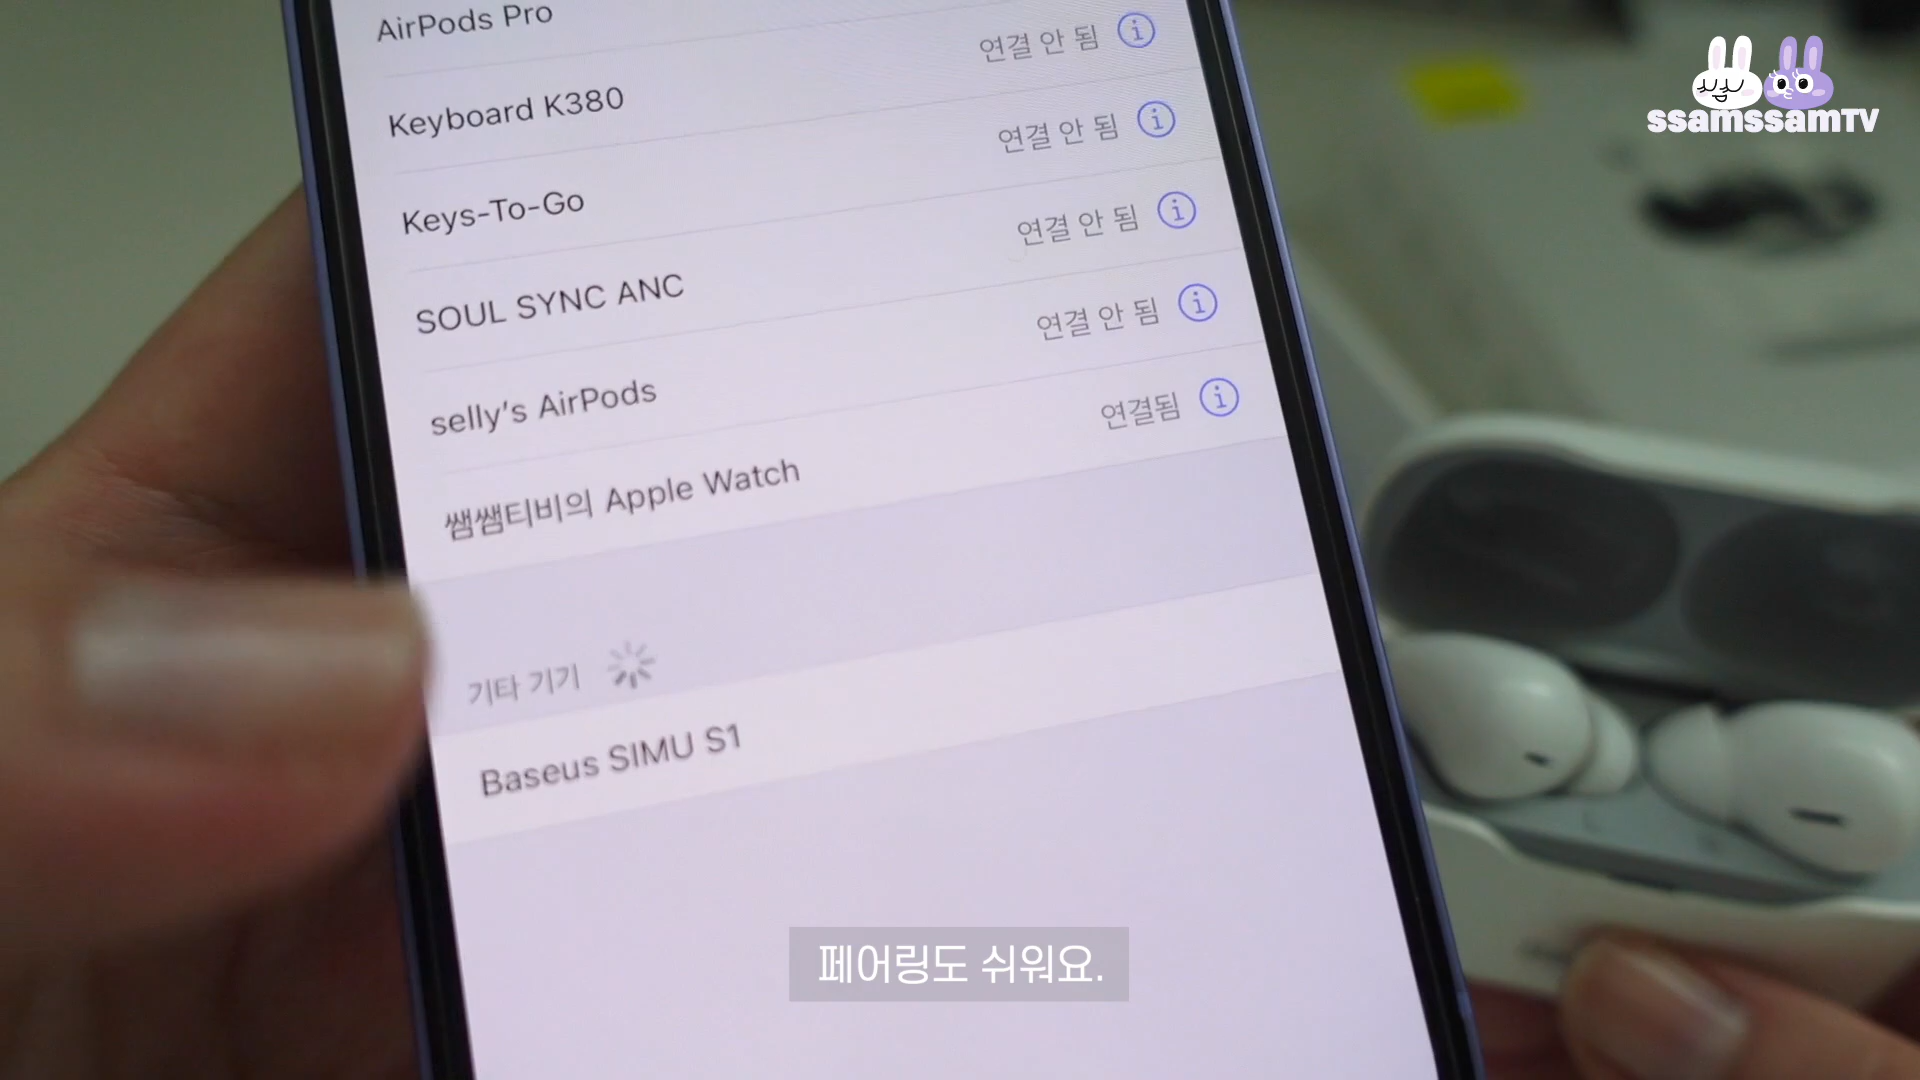 ssamssamTV
AirPods Pro
Keyboard K380 연결 안 됨
Keys-To-Go 연결 안 됨
SOUL SYNC ANC 연결 안 됨
selly's AirPods 연결 안 됨
쌤쌤티비의 Apple Watch 연결됨
기타 기기
Baseus SIMU S1
페어링도 쉬워요.